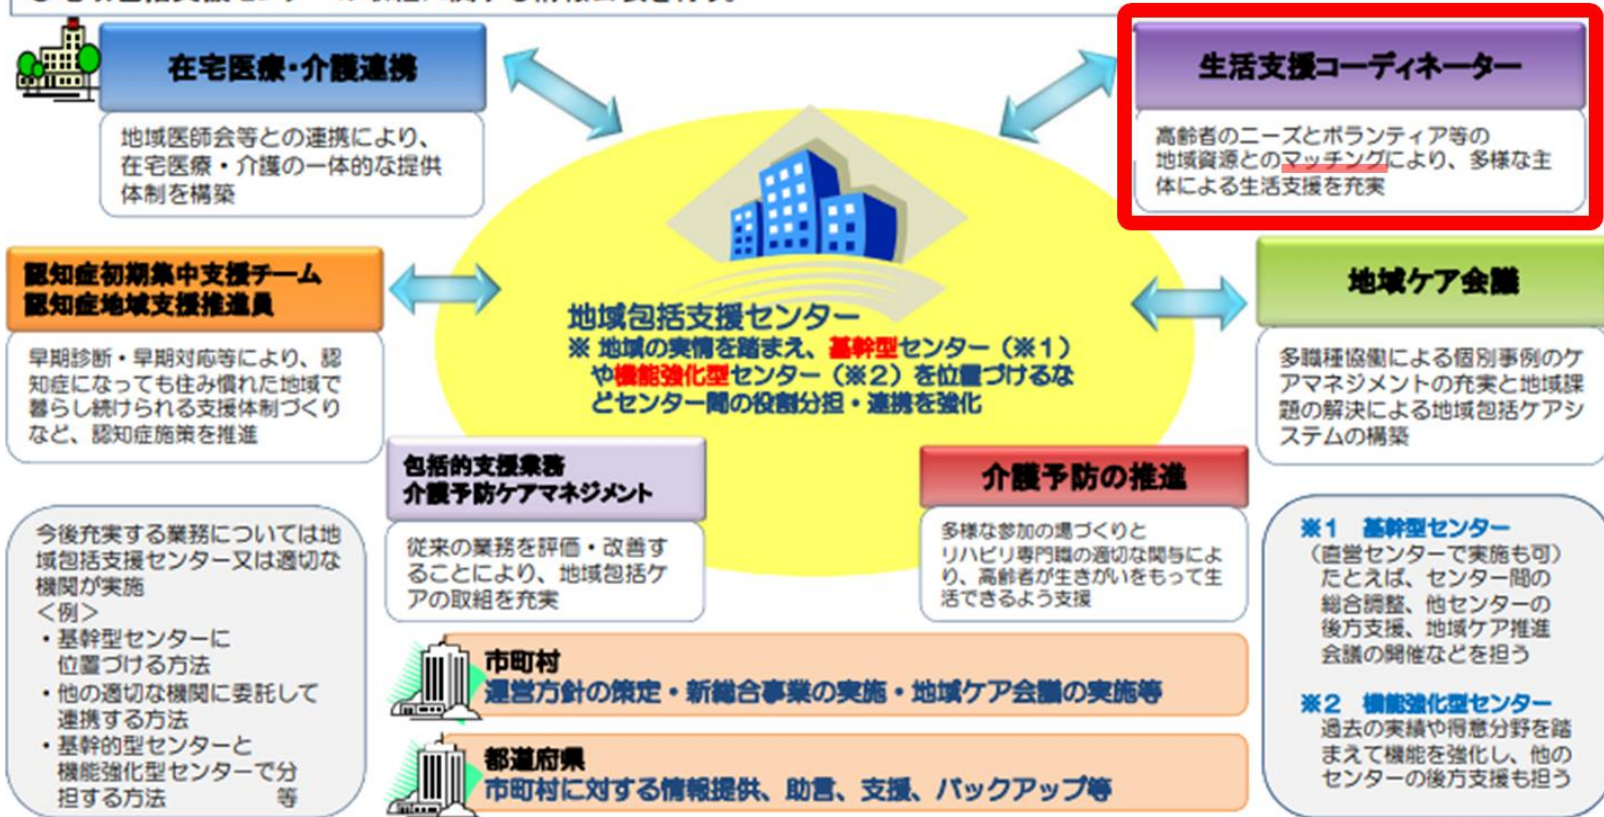 在宅医療・介護連携
地域医師会等との連携により、
在宅医療・介護の一体的な提供
体制を構築
生活支援コーディネーター
高齢者のニーズとボランティア等の
地域資源とのマッチングにより、多様な主
体による生活支援を充実
認知症初期集中支援チーム
認知症地域支援推進員
早期診断・早期対応等により、認
知症になっても住み慣れた地域で
暮らし続けられる支援体制づくり
など、認知症施策を推進
地域包括支援センター
※ 地域の実情を踏まえ、基幹型センター（※１）
や機能強化型センター（※２）を位置づけるな
どセンター間の役割分担・連携を強化
地域ケア会議
多職種協働による個別事例のケ
アマネジメントの充実と地域課
題の解決による地域包括ケアシ
ステムの構築
包括的支援業務
介護予防ケアマネジメント
従来の業務を評価・改善す
ることにより、地域包括ケ
アの取組を充実
介護予防の推進
多様な参加の場づくりと
リハビリ専門職の適切な関与によ
り、高齢者が生きがいをもって生
活できるよう支援
今後充実する業務については地
域包括支援センター又は適切な
機関が実施
＜例＞
・基幹型センターに
位置づける方法
・他の適切な機関に委託して
連携する方法
・基幹的型センターと
機能強化型センターで分
担する方法 等
市町村
運営方針の策定・新総合事業の実施・地域ケア会議の実施等
都道府県
市町村に対する情報提供、助言、支援、バックアップ等
※１ 基幹型センター
（直営センターで実施も可）
たとえば、センター間の
総合調整、他センターの
後方支援、地域ケア推進
会議の開催などを担う
※２ 機能強化型センター
過去の実績や得意分野を踏
まえて機能を強化し、他の
センターの後方支援も担う